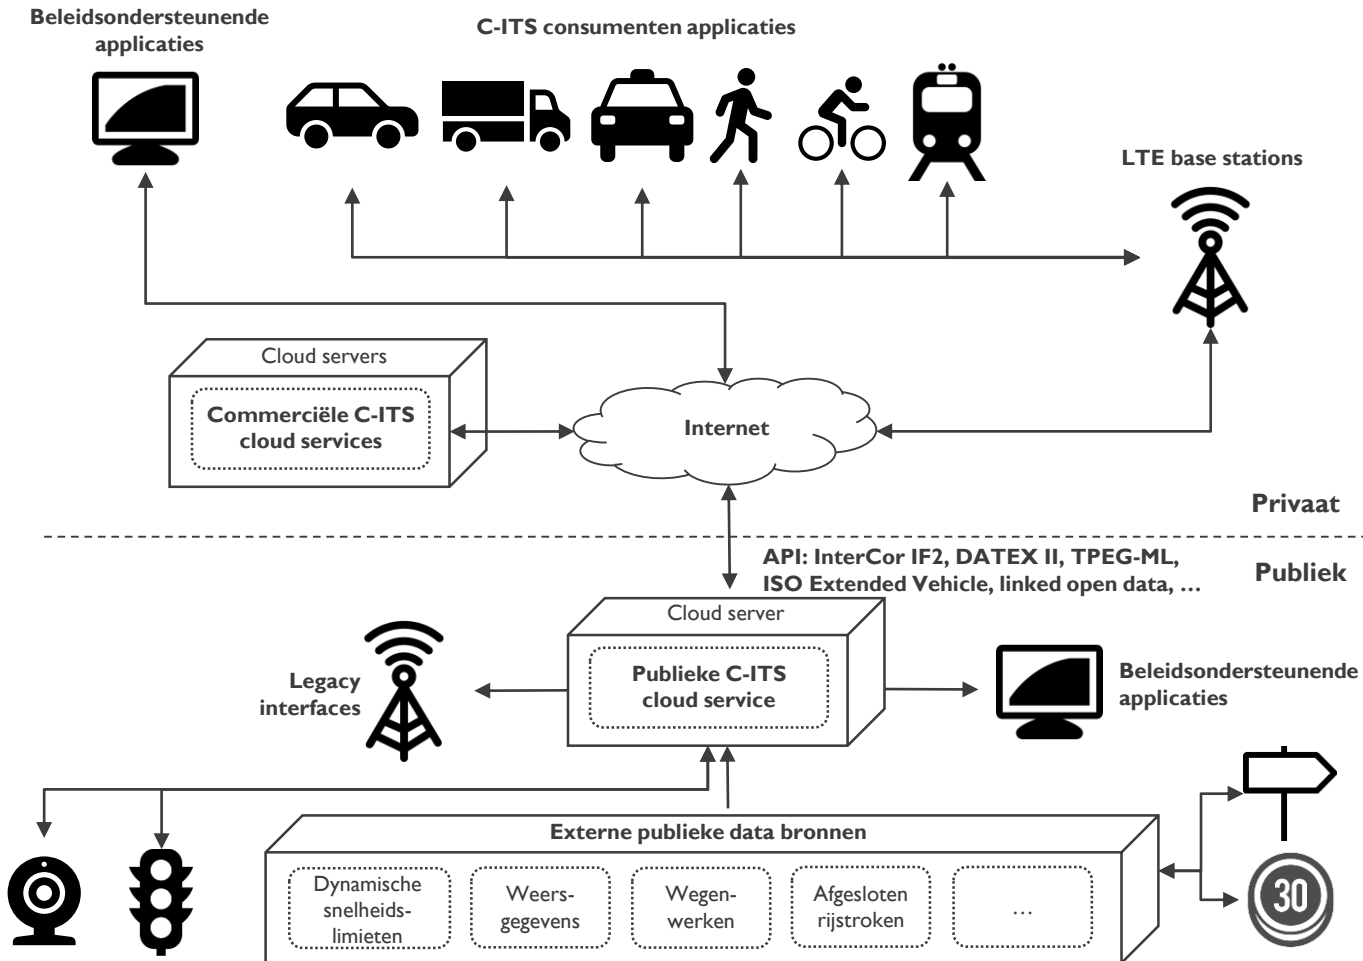 Beleidsondersteunende
applicaties
C-ITS consumenten applicaties
LTE base stations
Cloud servers
Commerciële C-ITS
cloud services
Internet
Privaat
API: InterCor IF2, DATEX II, TPEG-ML,
ISO Extended Vehicle, linked open data, …
Publiek
Cloud server
Publieke C-ITS
cloud service
Legacy
interfaces
Beleidsondersteunende
applicaties
Externe publieke data bronnen
Dynamische
snelheids-
limieten
Weers-
gegevens
Wegen-
werken
Afgesloten
rijstroken
…
30